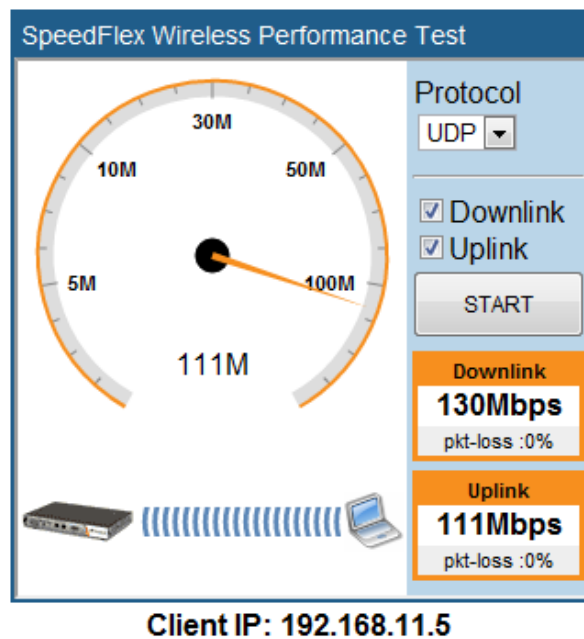 SpeedFlex Wireless Performance Test
30M
10M
50M
5M
100M
111M
Protocol
UDP
Downlink
Uplink
START
Downlink
130Mbps
pkt-loss :0%
Uplink
111Mbps
pkt-loss :0%
Client IP: 192.168.11.5